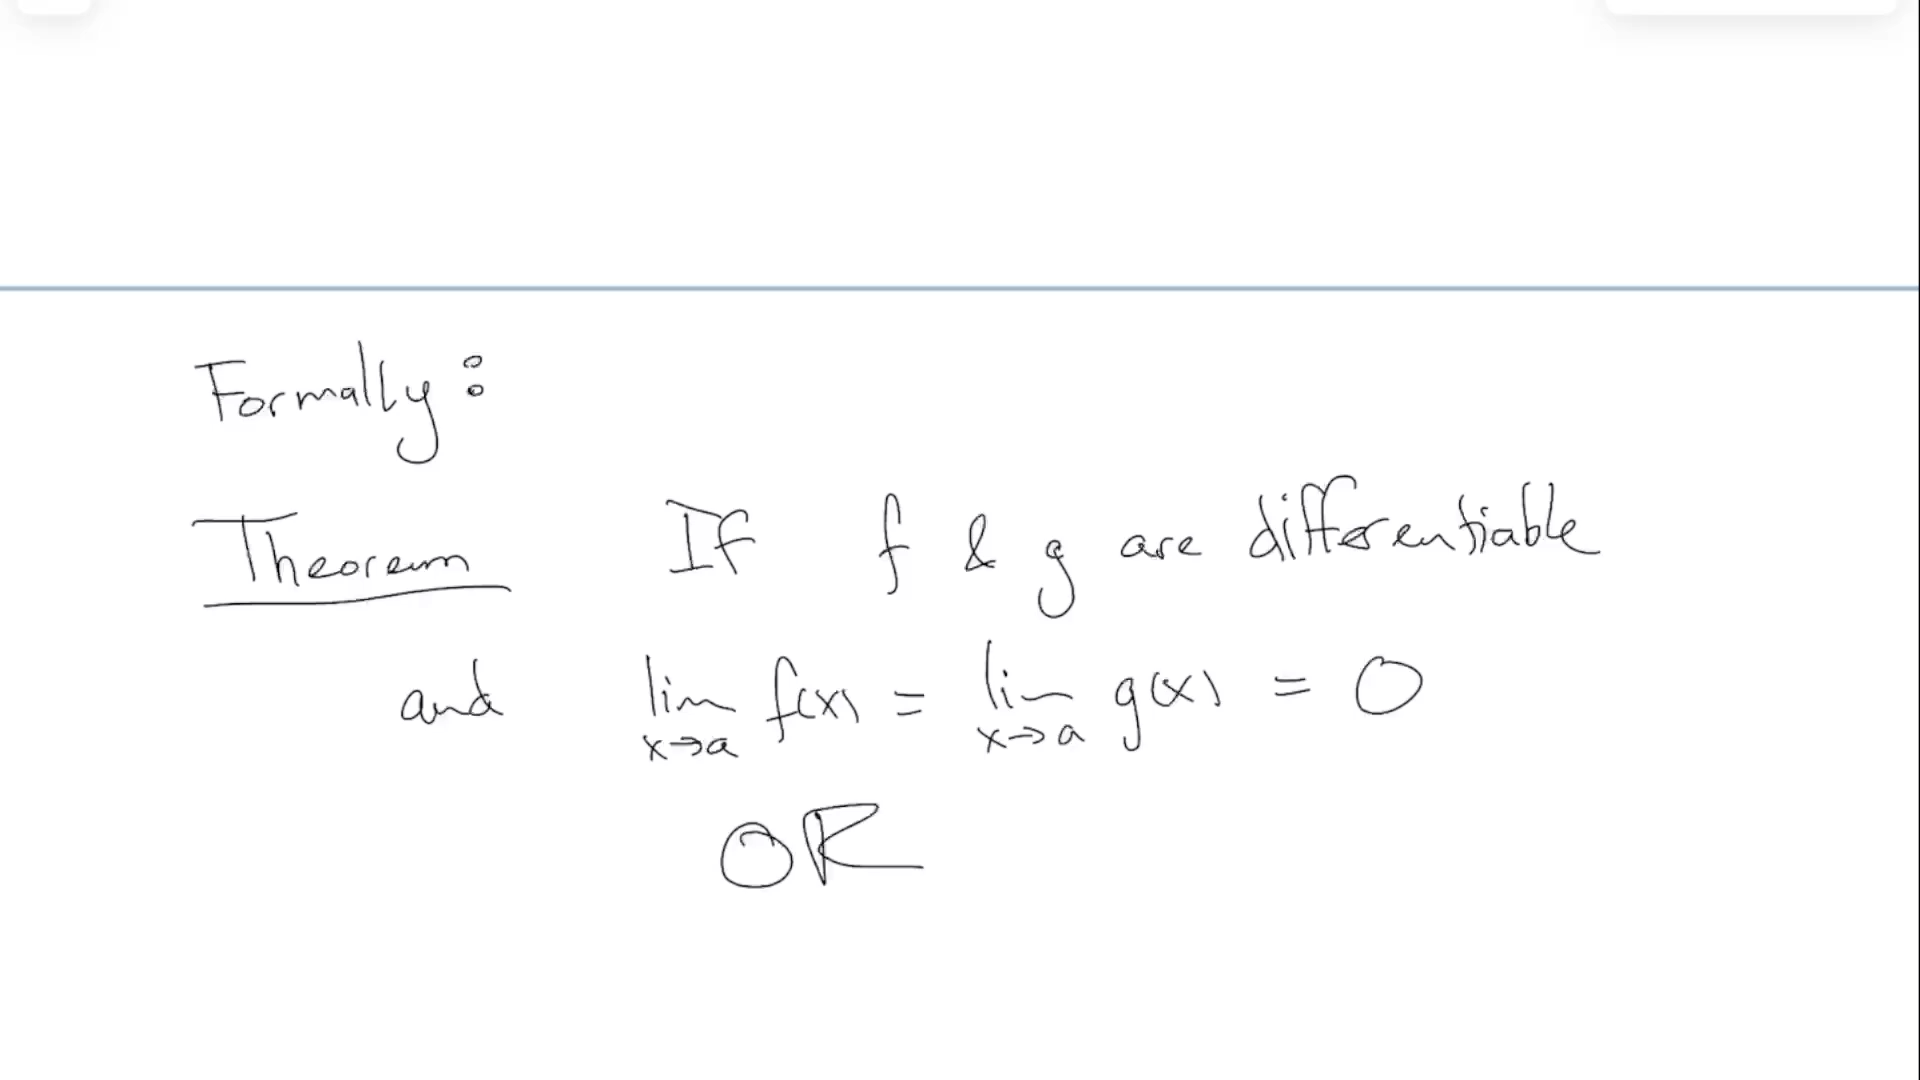 Formally:
Theorem If f & g are differentiable
and lim x→a f(x) = lim x→a g(x) = 0
OR